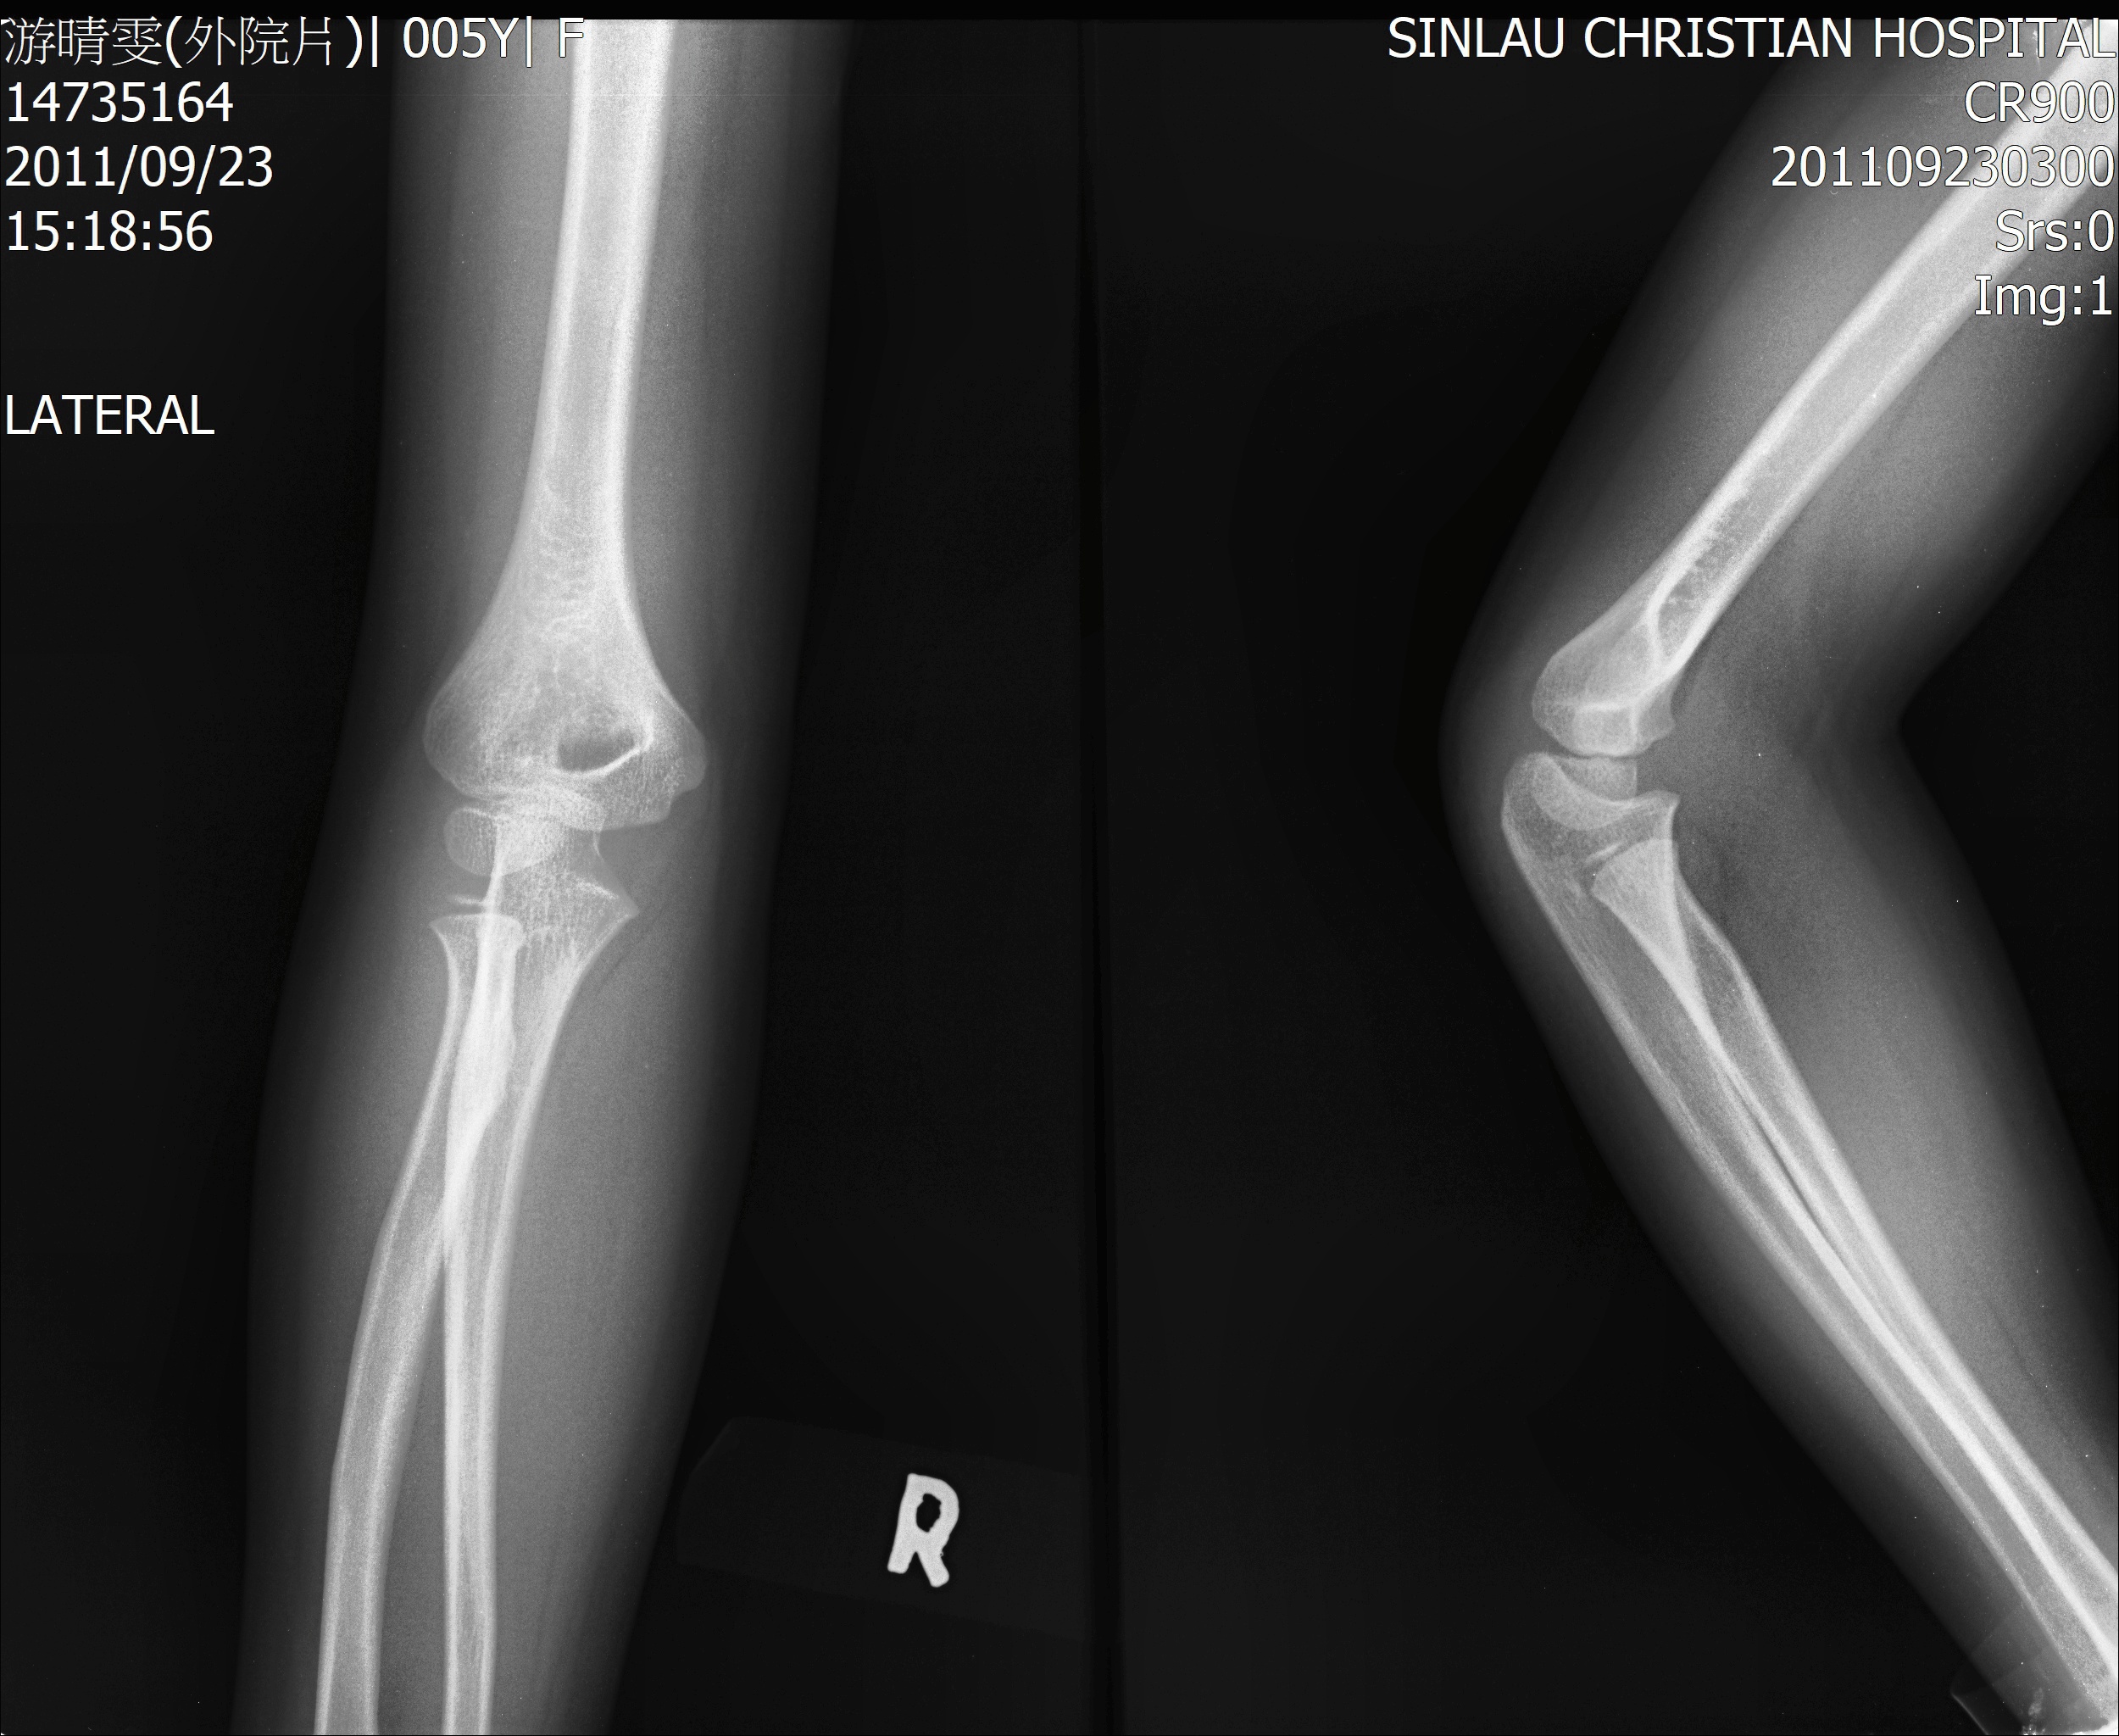 游晴雯(外院片)| 005Y| F
14735164
2011/09/23
15:18:56
LATERAL
SINLAU CHRISTIAN HOSPITAL
CR900
201109230300
Srs:0
Img:1
R